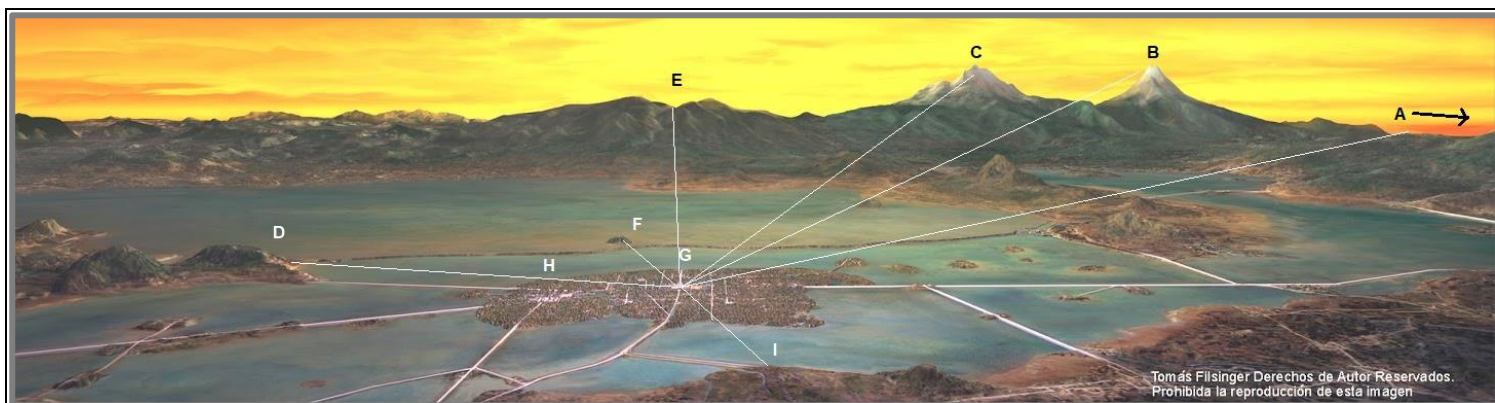 C
B
E
A
F
D
G
H
I
Tomás Filsinger Derechos de Autor Reservados.
Prohibida la reproducción de esta imagen